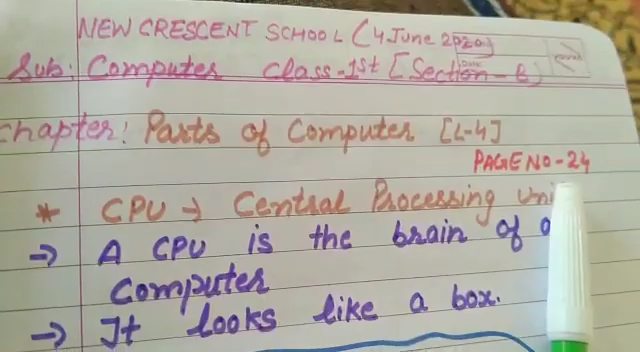 NEW CRESCENT SCHOOL (4 June 2020)
Sub: Computer Class-1st [Section-B]
Chapter: Parts of Computer [L-4]
PAGE NO-24
* CPU → Central Processing Uni
→ A CPU is the brain of a
Computer
→ It looks like a box.